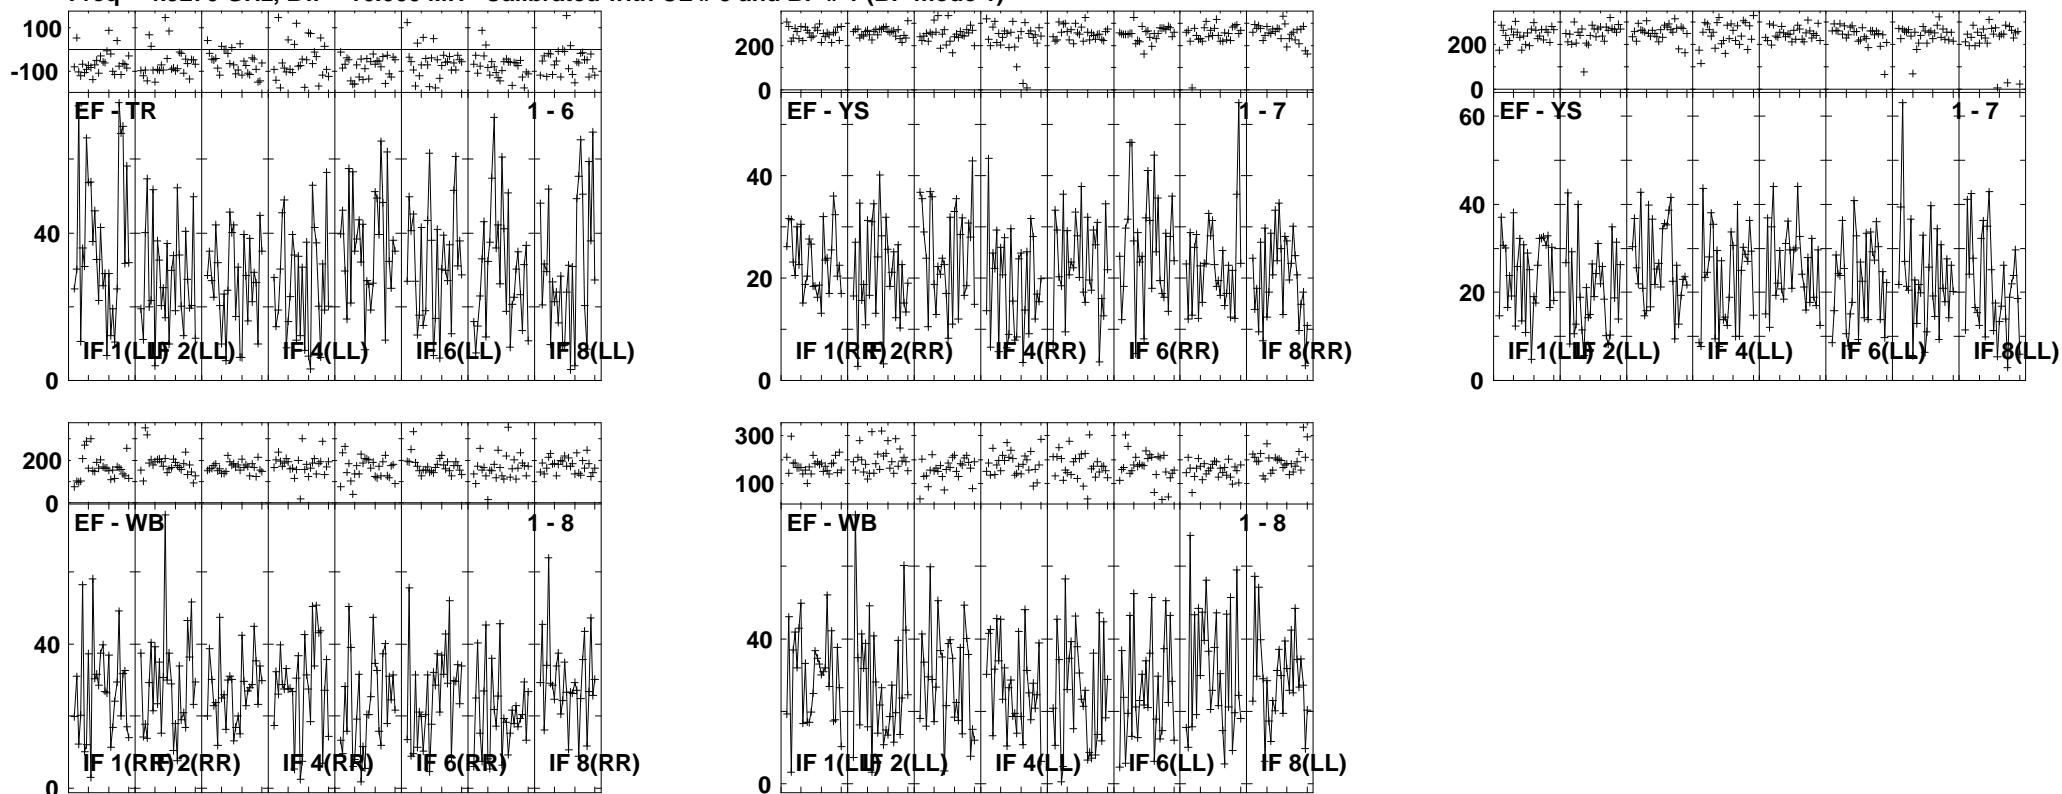 100
-100
EF - TR 1 - 6
40
0
IF 1(LL) IF 2(LL) IF 4(LL) IF 6(LL) IF 8(LL)
200
0
EF - YS 1 - 7
40
20
0
IF 1(RR) IF 2(RR) IF 4(RR) IF 6(RR) IF 8(RR)
200
0
EF - YS 1 - 7
60
40
20
0
IF 1(LL) IF 2(LL) IF 4(LL) IF 6(LL) IF 8(LL)
200
0
EF - WB 1 - 8
40
0
IF 1(RR) IF 2(RR) IF 4(RR) IF 6(RR) IF 8(RR)
300
100
EF - WB 1 - 8
40
0
IF 1(LL) IF 2(LL) IF 4(LL) IF 6(LL) IF 8(LL)